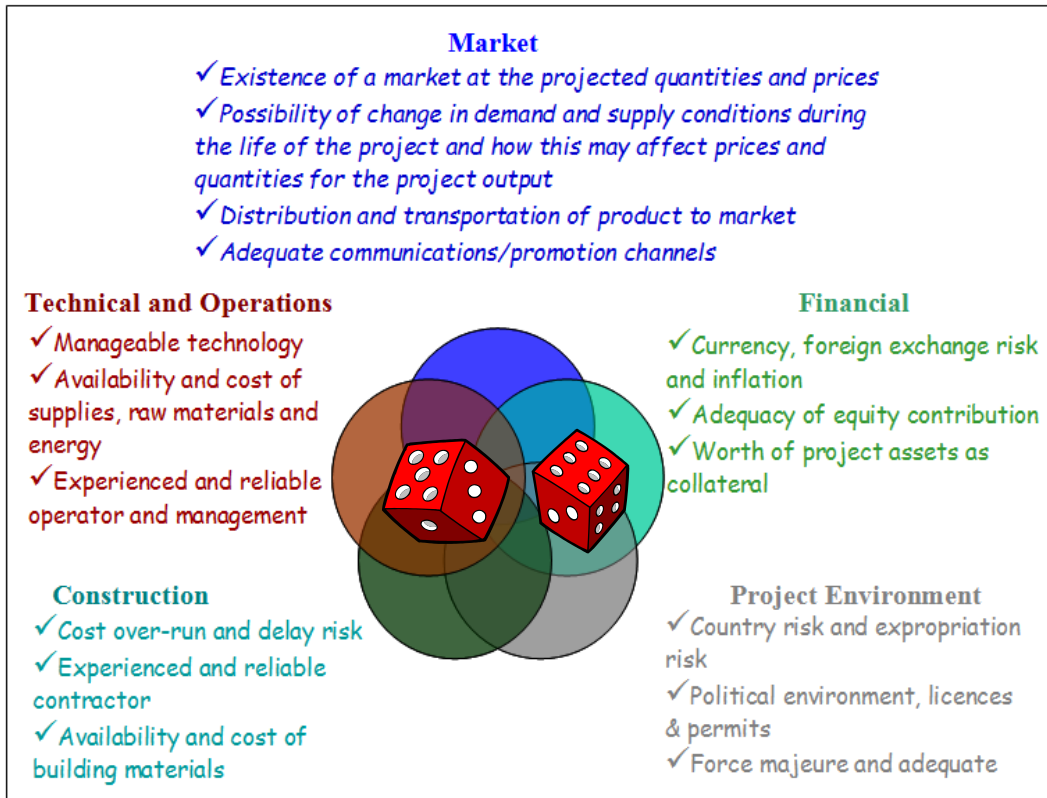 Market
✓Existence of a market at the projected quantities and prices
✓Possibility of change in demand and supply conditions during
the life of the project and how this may affect prices and
quantities for the project output
✓Distribution and transportation of product to market
✓Adequate communications/promotion channels
Technical and Operations
✓Manageable technology
✓Availability and cost of
supplies, raw materials and
energy
✓Experienced and reliable
operator and management
Financial
✓Currency, foreign exchange risk
and inflation
✓Adequacy of equity contribution
✓Worth of project assets as
collateral
Construction
✓Cost over-run and delay risk
✓Experienced and reliable
contractor
✓Availability and cost of
building materials
Project Environment
✓Country risk and expropriation
risk
✓Political environment, licences
& permits
✓Force majeure and adequate